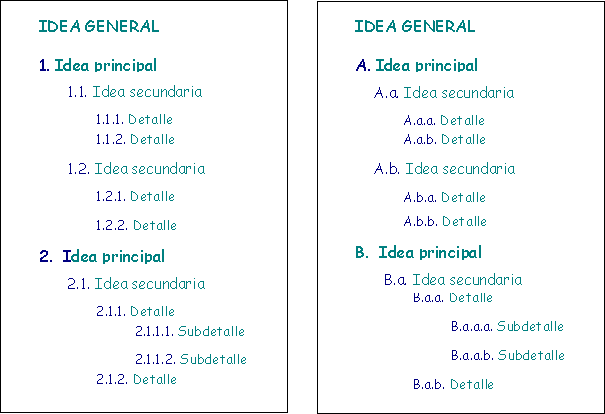 IDEA GENERAL
1. Idea principal
1.1. Idea secundaria
1.1.1. Detalle
1.1.2. Detalle
1.2. Idea secundaria
1.2.1. Detalle
1.2.2. Detalle
2. Idea principal
2.1. Idea secundaria
2.1.1. Detalle
2.1.1.1. Subdetalle
2.1.1.2. Subdetalle
2.1.2. Detalle
IDEA GENERAL
A. Idea principal
A.a. Idea secundaria
A.a.a. Detalle
A.a.b. Detalle
A.b. Idea secundaria
A.b.a. Detalle
A.b.b. Detalle
B. Idea principal
B.a. Idea secundaria
B.a.a. Detalle
B.a.a.a. Subdetalle
B.a.a.b. Subdetalle
B.a.b. Detalle